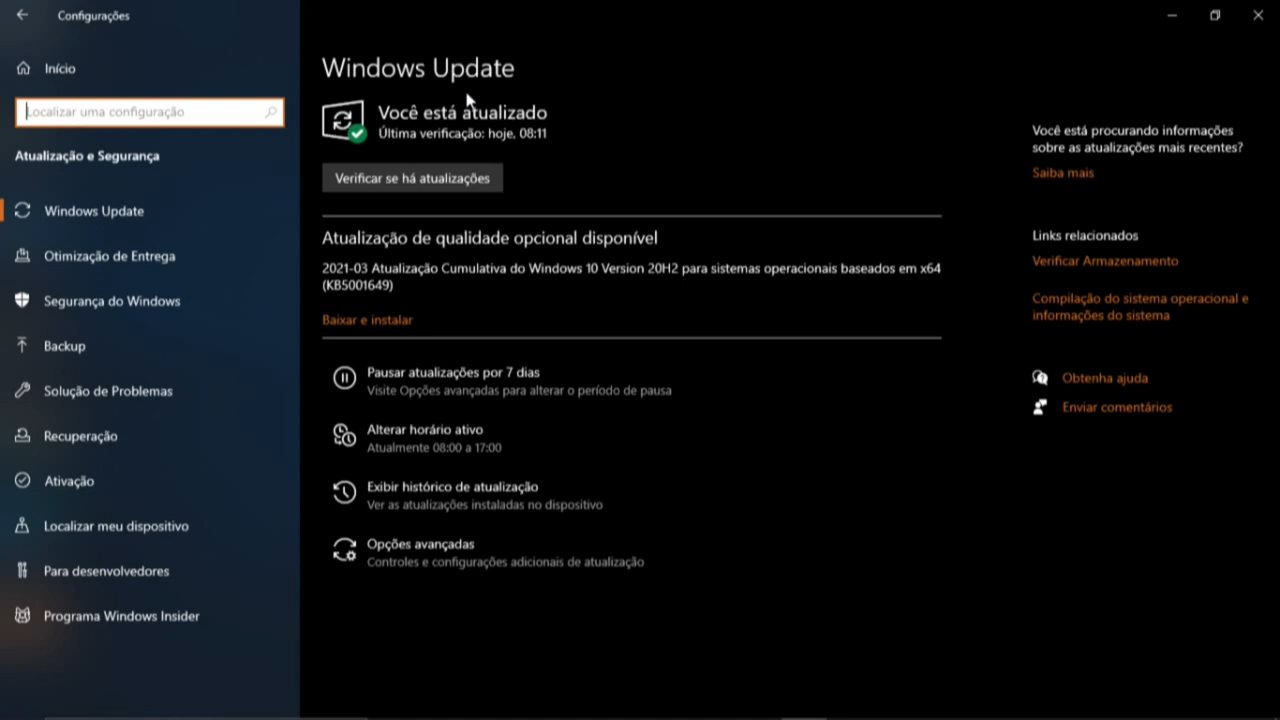 Configurações
Início
Localizar uma configuração
Atualização e Segurança
Windows Update
Otimização de Entrega
Segurança do Windows
Backup
Solução de Problemas
Recuperação
Ativação
Localizar meu dispositivo
Para desenvolvedores
Programa Windows Insider
Windows Update
Você está atualizado
Última verificação: hoje, 08:11
Verificar se há atualizações
Atualização de qualidade opcional disponível
2021-03 Atualização Cumulativa do Windows 10 Version 20H2 para sistemas operacionais baseados em x64
(KB5001649)
Baixar e instalar
Pausar atualizações por 7 dias
Visite Opções avançadas para alterar o período de pausa
Alterar horário ativo
Atualmente 08:00 a 17:00
Exibir histórico de atualização
Ver as atualizações instaladas no dispositivo
Opções avançadas
Controles e configurações adicionais de atualização
Você está procurando informações
sobre as atualizações mais recentes?
Saiba mais
Links relacionados
Verificar Armazenamento
Compilação do sistema operacional e
informações do sistema
Obtenha ajuda
Enviar comentários